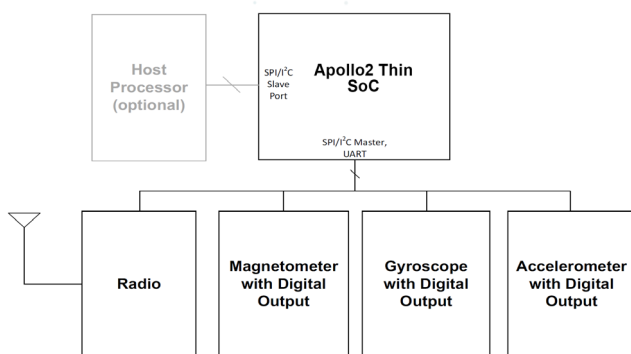 Host
Processor
(optional)
SPI/I²C
Slave
Port
Apollo2 Thin
SoC
SPI/I²C Master,
UART
Radio
Magnetometer
with Digital
Output
Gyroscope
with Digital
Output
Accelerometer
with Digital
Output